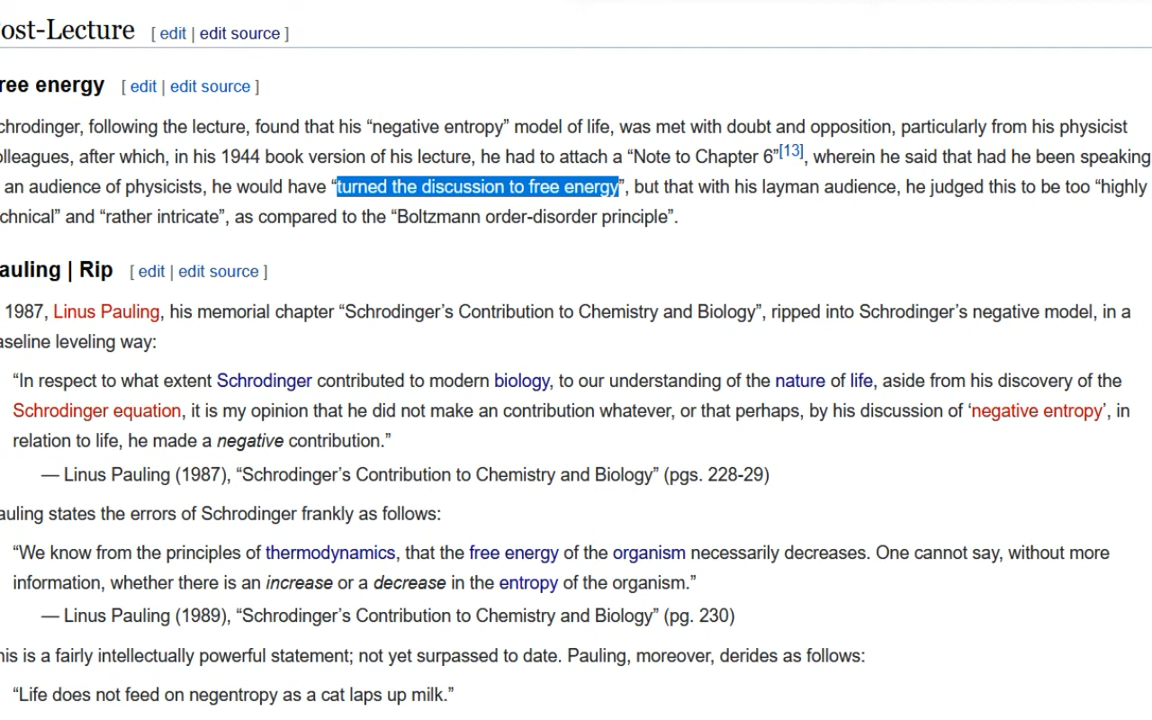 ost-Lecture [ edit | edit source ]
ree energy [ edit | edit source ]
chrodinger, following the lecture, found that his “negative entropy” model of life, was met with doubt and opposition, particularly from his physicist
olleagues, after which, in his 1944 book version of his lecture, he had to attach a “Note to Chapter 6”[13], wherein he said that had he been speaking
an audience of physicists, he would have “turned the discussion to free energy”, but that with his layman audience, he judged this to be too “highly
chnical” and “rather intricate”, as compared to the “Boltzmann order-disorder principle”.
auling | Rip [ edit | edit source ]
1987, Linus Pauling, his memorial chapter “Schrodinger’s Contribution to Chemistry and Biology”, ripped into Schrodinger’s negative model, in a
aseline leveling way:
“In respect to what extent Schrodinger contributed to modern biology, to our understanding of the nature of life, aside from his discovery of the
Schrodinger equation, it is my opinion that he did not make an contribution whatever, or that perhaps, by his discussion of ‘negative entropy’, in
relation to life, he made a negative contribution.”
— Linus Pauling (1987), “Schrodinger’s Contribution to Chemistry and Biology” (pgs. 228-29)
auling states the errors of Schrodinger frankly as follows:
“We know from the principles of thermodynamics, that the free energy of the organism necessarily decreases. One cannot say, without more
information, whether there is an increase or a decrease in the entropy of the organism.”
— Linus Pauling (1989), “Schrodinger’s Contribution to Chemistry and Biology” (pg. 230)
his is a fairly intellectually powerful statement; not yet surpassed to date. Pauling, moreover, derides as follows:
“Life does not feed on negentropy as a cat laps up milk.”